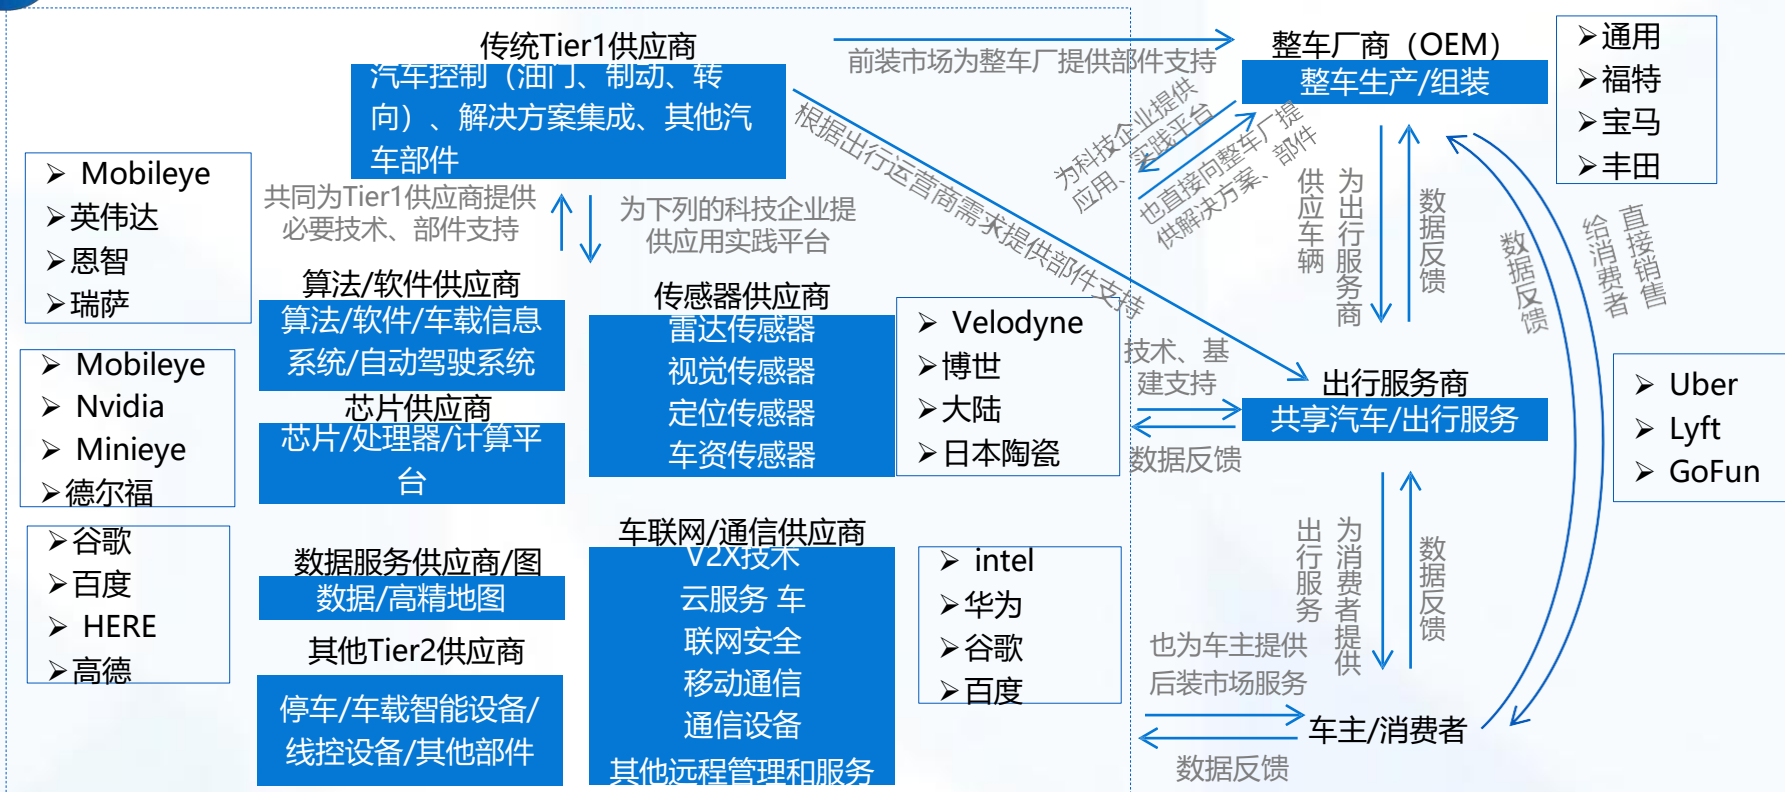 传统Tier1供应商
汽车控制（油门、制动、转
向）、解决方案集成、其他汽
车部件
前装市场为整车厂提供部件支持
整车厂商（OEM）
整车生产/组装
➢通用
➢福特
➢宝马
➢丰田
根据出行运营商需求提供部件支持
为科技企业提供
应用、实践平台
也直接向整车厂提
供解决方案、部件
➢ Mobileye
➢英伟达
➢恩智
➢瑞萨
共同为Tier1供应商提供
必要技术、部件支持
为下列的科技企业提
供应用实践平台
为出行服务商
供应车辆
数据反馈
数据反馈
直接销售
给消费者
算法/软件供应商
算法/软件/车载信息
系统/自动驾驶系统
传感器供应商
雷达传感器
视觉传感器
定位传感器
车资传感器
➢ Velodyne
➢博世
➢大陆
➢日本陶瓷
技术、基
建支持
数据反馈
出行服务商
共享汽车/出行服务
➢ Uber
➢ Lyft
➢ GoFun
➢ Mobileye
➢ Nvidia
➢ Minieye
➢德尔福
芯片供应商
芯片/处理器/计算平
台
➢谷歌
➢百度
➢ HERE
➢高德
数据服务供应商/图
数据/高精地图
其他Tier2供应商
停车/车载智能设备/
线控设备/其他部件
车联网/通信供应商
V2X技术
云服务 车
联网安全
移动通信
通信设备
其他远程管理和服务
➢ intel
➢华为
➢谷歌
➢百度
为消费者提供
出行服务
数据反馈
也为车主提供
后装市场服务
车主/消费者
数据反馈